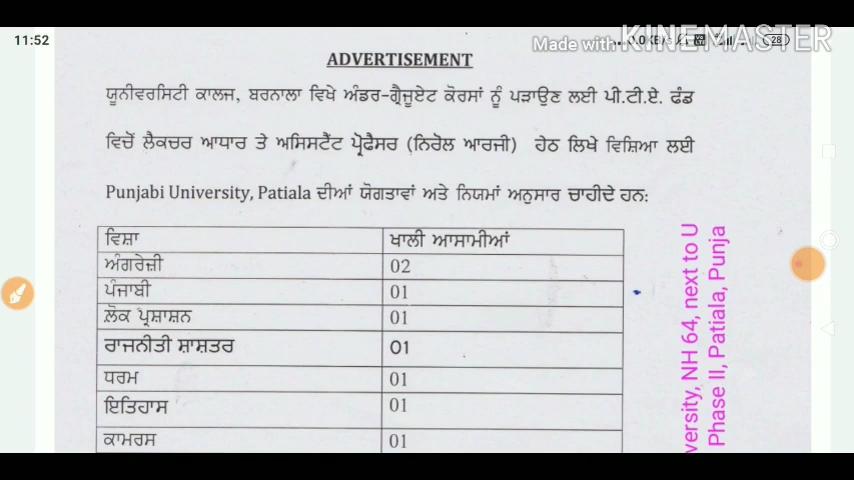 11:52
Made with KINEMASTER
28
ADVERTISEMENT
ਯੂਨੀਵਰਸਿਟੀ ਕਾਲਜ, ਬਰਨਾਲਾ ਵਿਖੇ ਅੰਡਰ-ਗ੍ਰੈਜੂਏਟ ਕੋਰਸਾਂ ਨੂੰ ਪੜਾਉਣ ਲਈ ਪੀ.ਟੀ.ਏ. ਫੰਡ
ਵਿਚੋਂ ਲੈਕਚਰ ਆਧਾਰ ਤੇ ਅਸਿਸਟੈਂਟ ਪ੍ਰੋਫੈਸਰ (ਨਿਰੋਲ ਆਰਜੀ) ਹੇਠ ਲਿਖੇ ਵਿਸ਼ਿਆ ਲਈ
Punjabi University, Patiala ਦੀਆਂ ਯੋਗਤਾਵਾਂ ਅਤੇ ਨਿਯਮਾਂ ਅਨੁਸਾਰ ਚਾਹੀਦੇ ਹਨ:
ਵਿਸ਼ਾ ਖਾਲੀ ਆਸਾਮੀਆਂ
ਅੰਗਰੇਜ਼ੀ 02
ਪੰਜਾਬੀ 01
ਲੋਕ ਪ੍ਰਸ਼ਾਸ਼ਨ 01
ਰਾਜਨੀਤੀ ਸ਼ਾਸ਼ਤਰ 01
ਧਰਮ 01
ਇਤਿਹਾਸ 01
ਕਾਮਰਸ 01
versity, NH 64, next to U
Phase II, Patiala, Punja